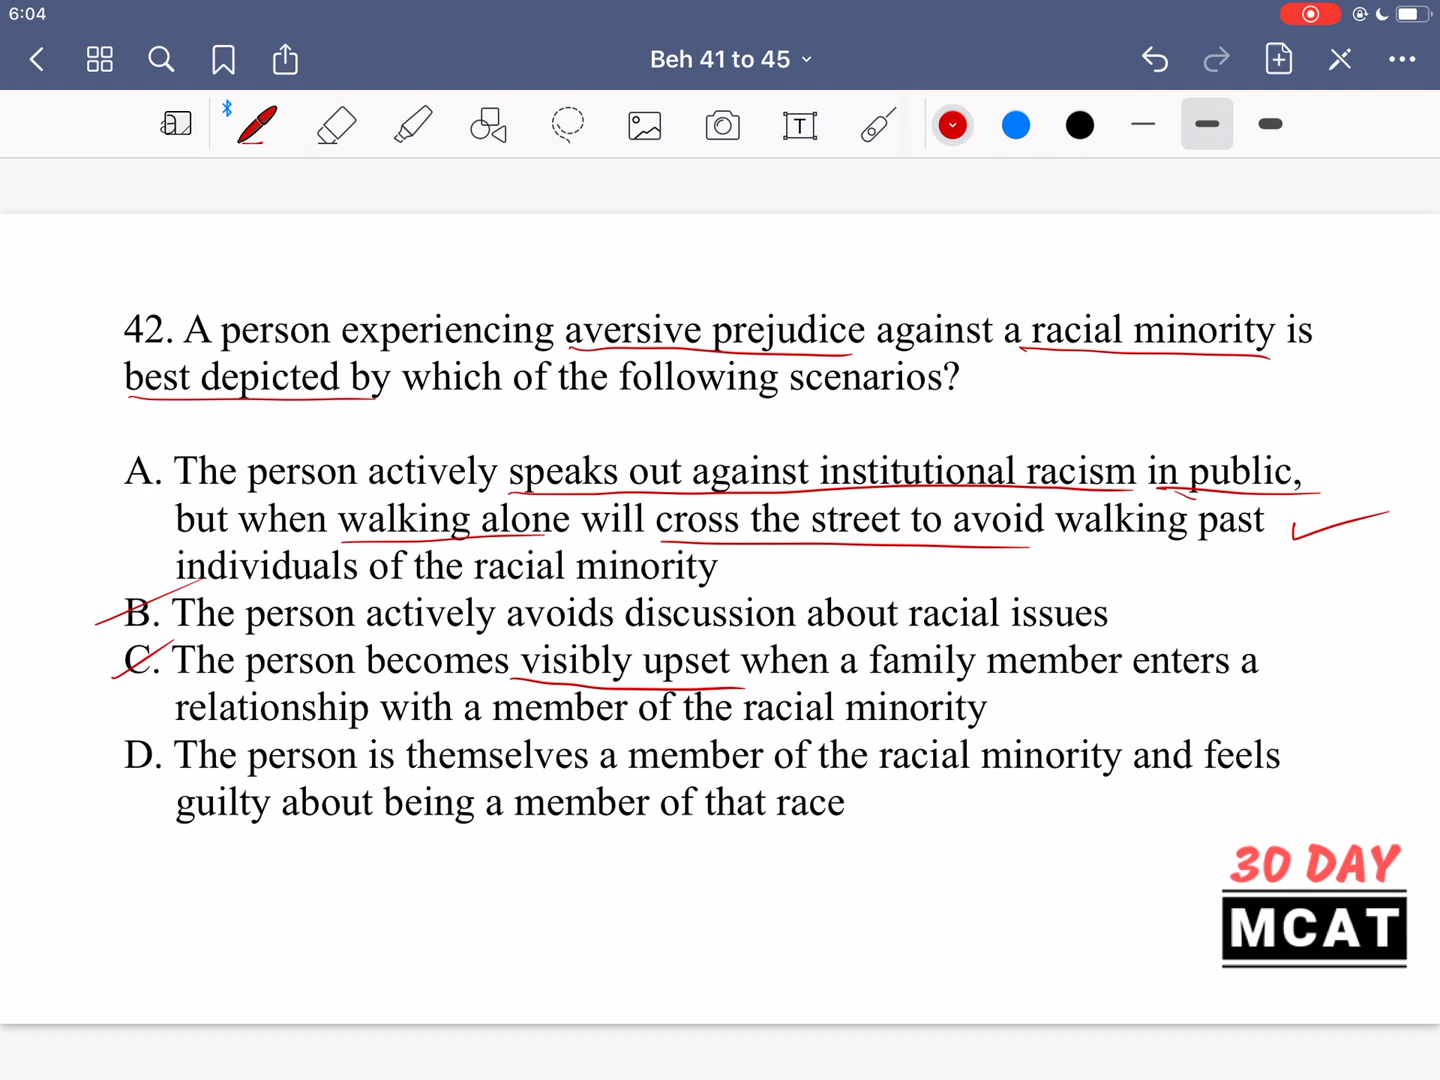 6:04
Beh 41 to 45
T
42. A person experiencing aversive prejudice against a racial minority is
best depicted by which of the following scenarios?
A. The person actively speaks out against institutional racism in public,
but when walking alone will cross the street to avoid walking past
individuals of the racial minority
B. The person actively avoids discussion about racial issues
C. The person becomes visibly upset when a family member enters a
relationship with a member of the racial minority
D. The person is themselves a member of the racial minority and feels
guilty about being a member of that race
30 DAY
MCAT